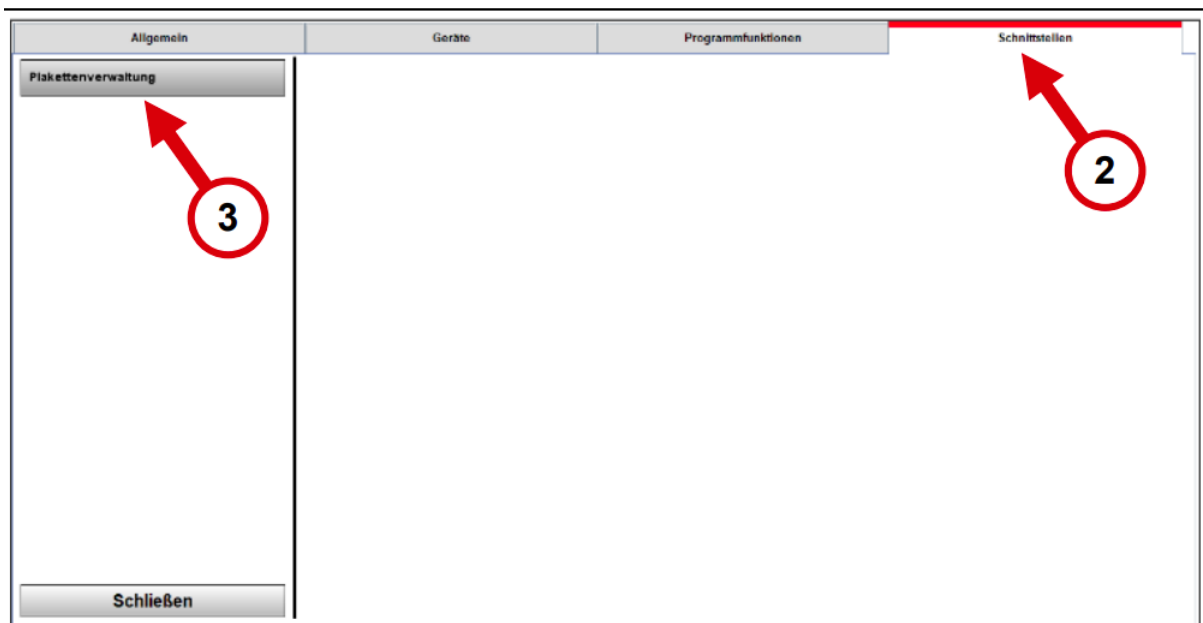 Allgemein
Geräte
Programmfunktionen
Schnittstellen
Plakettenverwaltung
2
3
Schließen